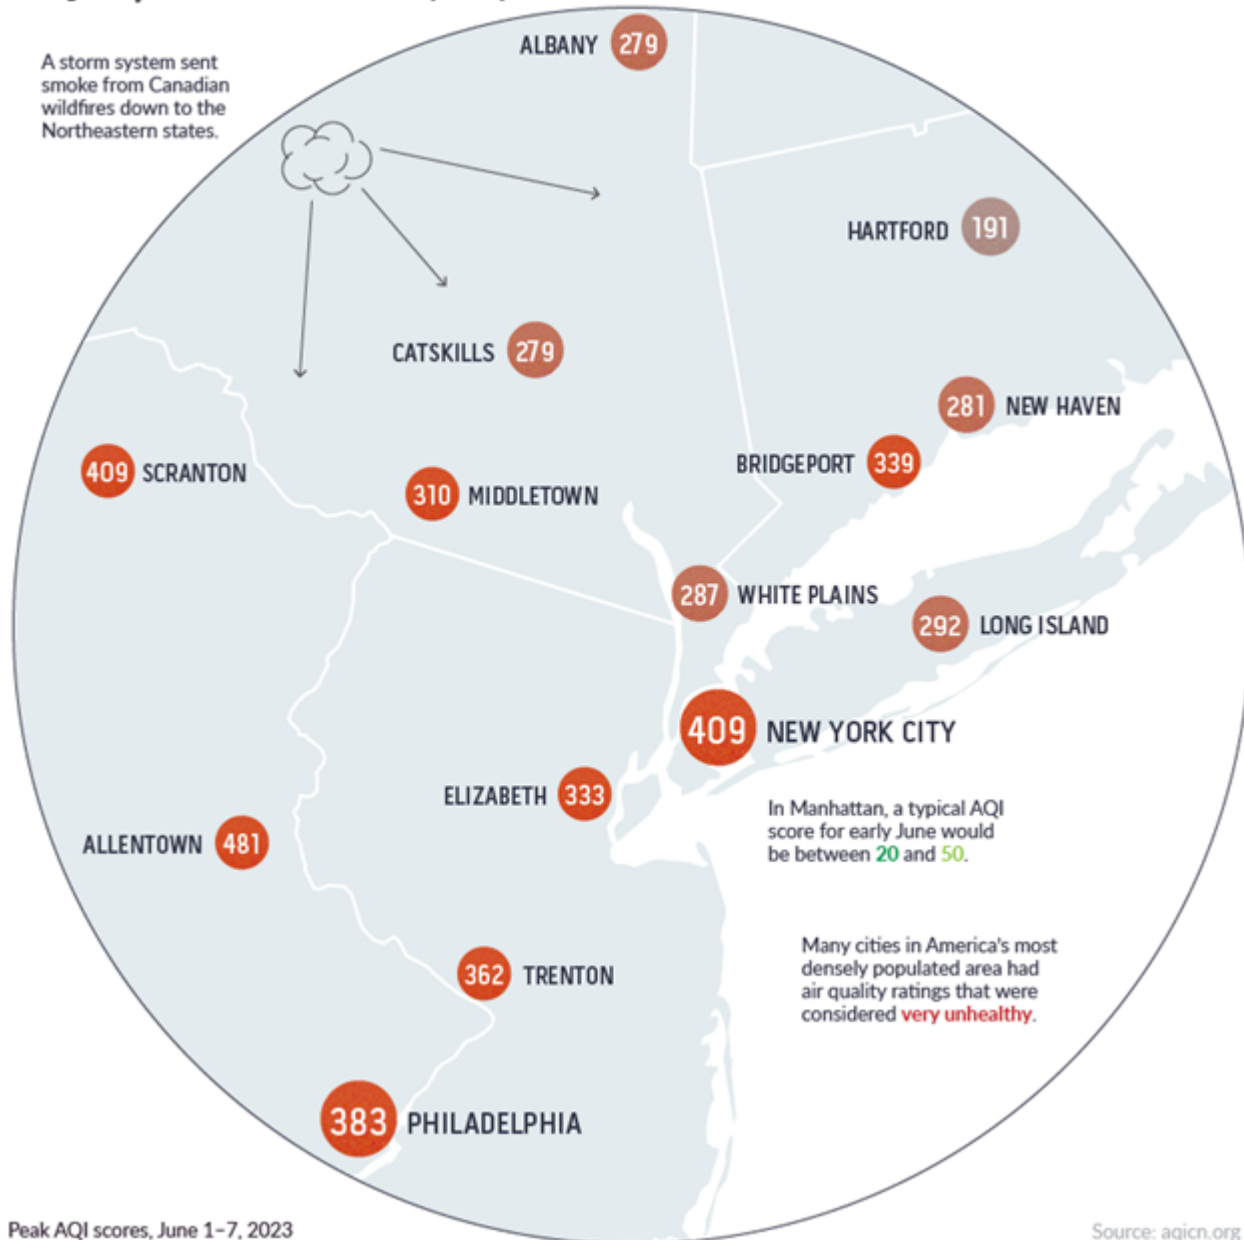 ALBANY 279
A storm system sent
smoke from Canadian
wildfires down to the
Northeastern states.
HARTFORD 191
CATSKILLS 279
281 NEW HAVEN
BRIDGEPORT 339
409 SCRANTON
310 MIDDLETOWN
287 WHITE PLAINS
292 LONG ISLAND
409 NEW YORK CITY
ELIZABETH 333
In Manhattan, a typical AQI
score for early June would
be between 20 and 50.
ALLENTOWN 481
Many cities in America's most
densely populated area had
air quality ratings that were
considered very unhealthy.
362 TRENTON
383 PHILADELPHIA
Peak AQI scores, June 1–7, 2023
Source: aqicn.org